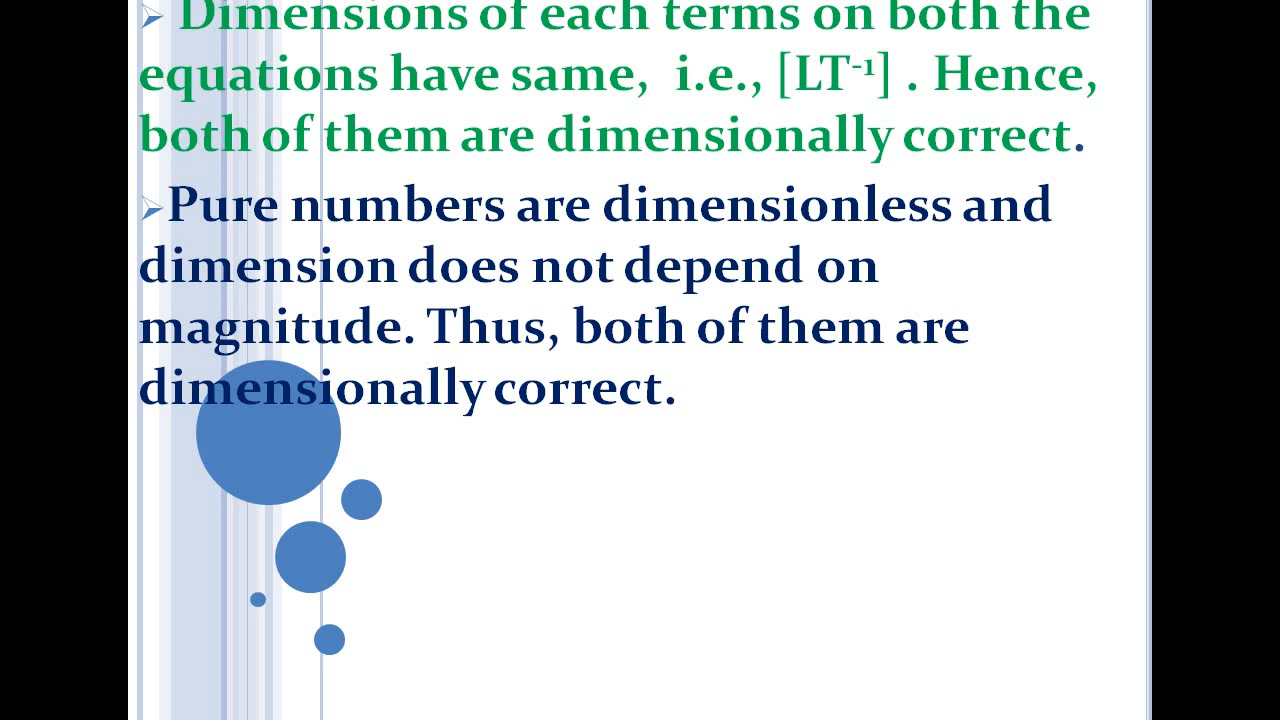 ➢ Dimensions of each terms on both the
equations have same, i.e., [LT⁻¹] . Hence,
both of them are dimensionally correct.
➢Pure numbers are dimensionless and
dimension does not depend on
magnitude. Thus, both of them are
dimensionally correct.